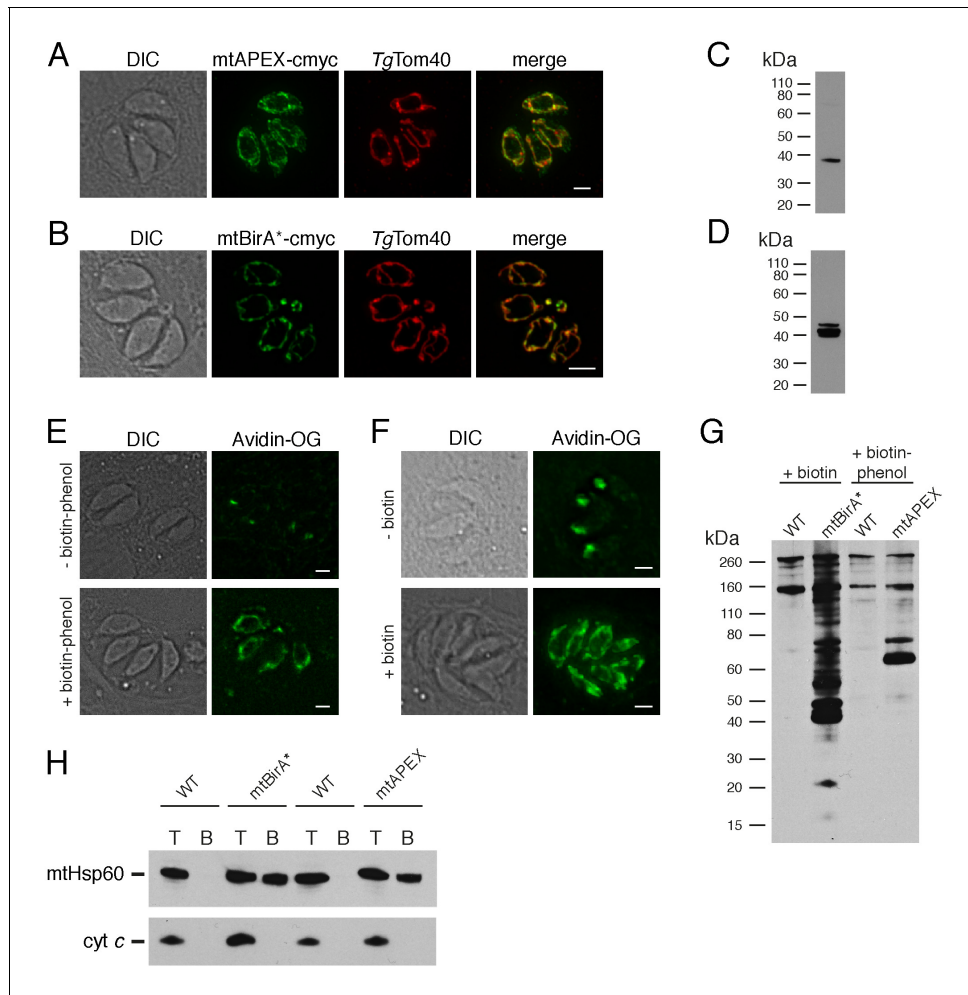 A
DIC
mtAPEX-cmyc
TgTom40
merge
B
DIC
mtBirA*-cmyc
TgTom40
merge
C
kDa
110
80
60
50
40
30
20
D
kDa
110
80
60
50
40
30
20
E
DIC
Avidin-OG
- biotin-phenol
+ biotin-phenol
F
DIC
Avidin-OG
- biotin
+ biotin
G
+ biotin
+ biotin-
phenol
WT
mtBirA*
WT
mtAPEX
kDa
260
160
110
80
60
50
40
30
20
15
H
WT
mtBirA*
WT
mtAPEX
T B T B T B T B
mtHsp60
cyt c